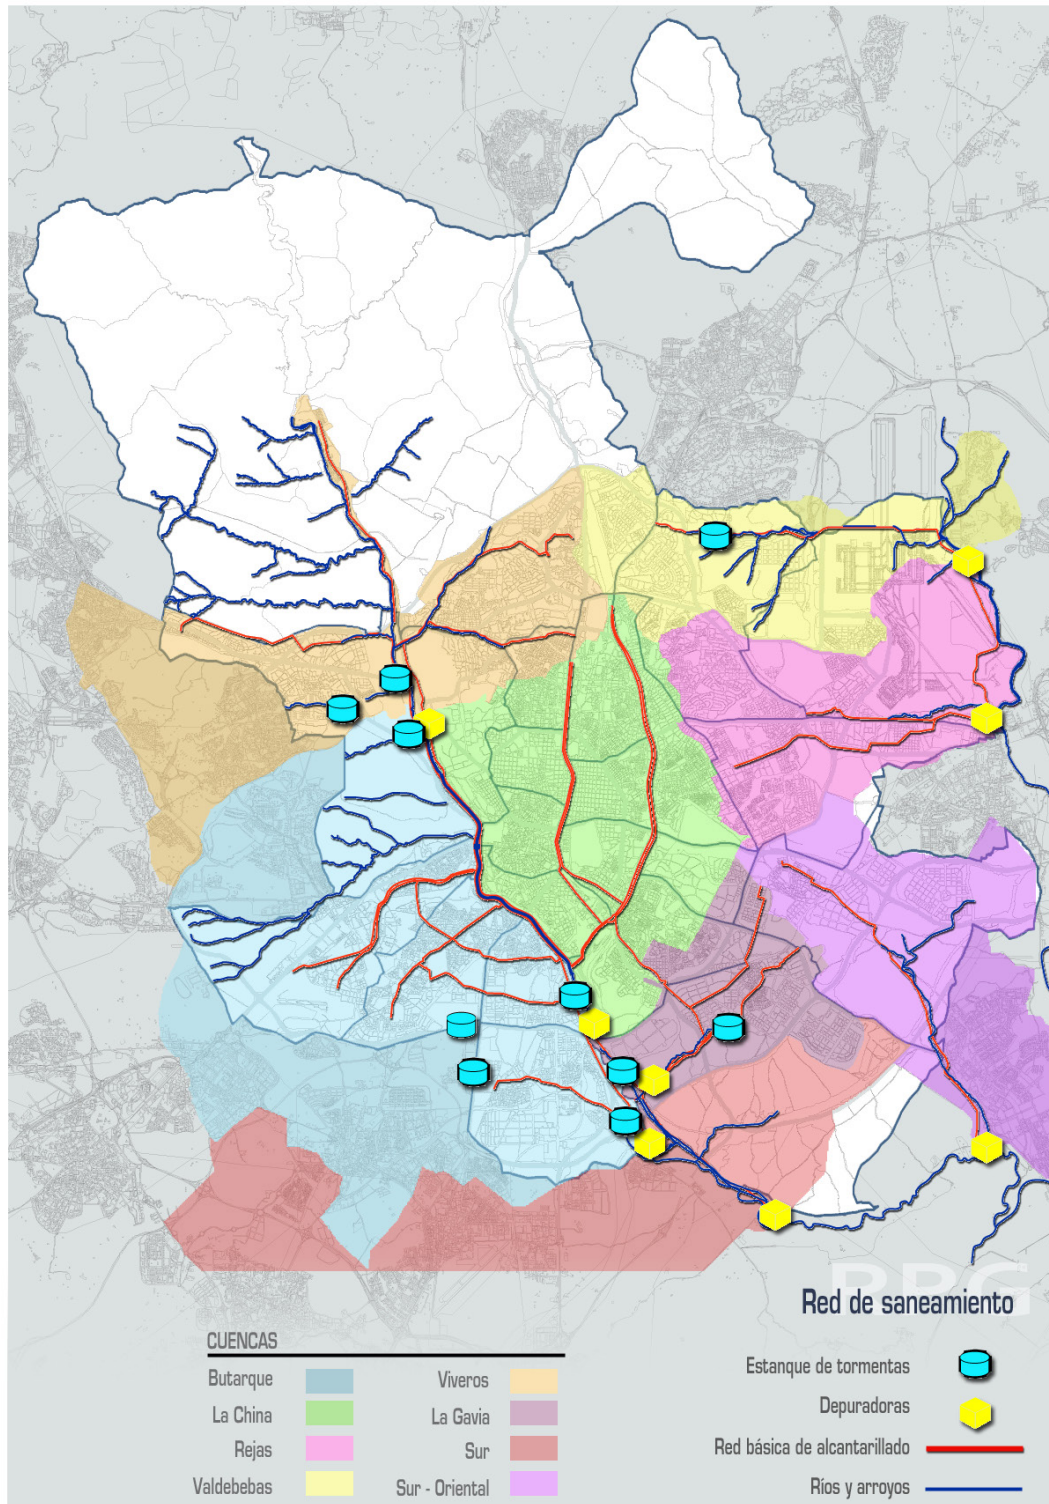 RPG
Red de saneamiento
CUENCAS
Butarque
Viveros
La China
La Gavia
Rejas
Sur
Valdebebas
Sur - Oriental
Estanque de tormentas
Depuradoras
Red básica de alcantarillado
Ríos y arroyos